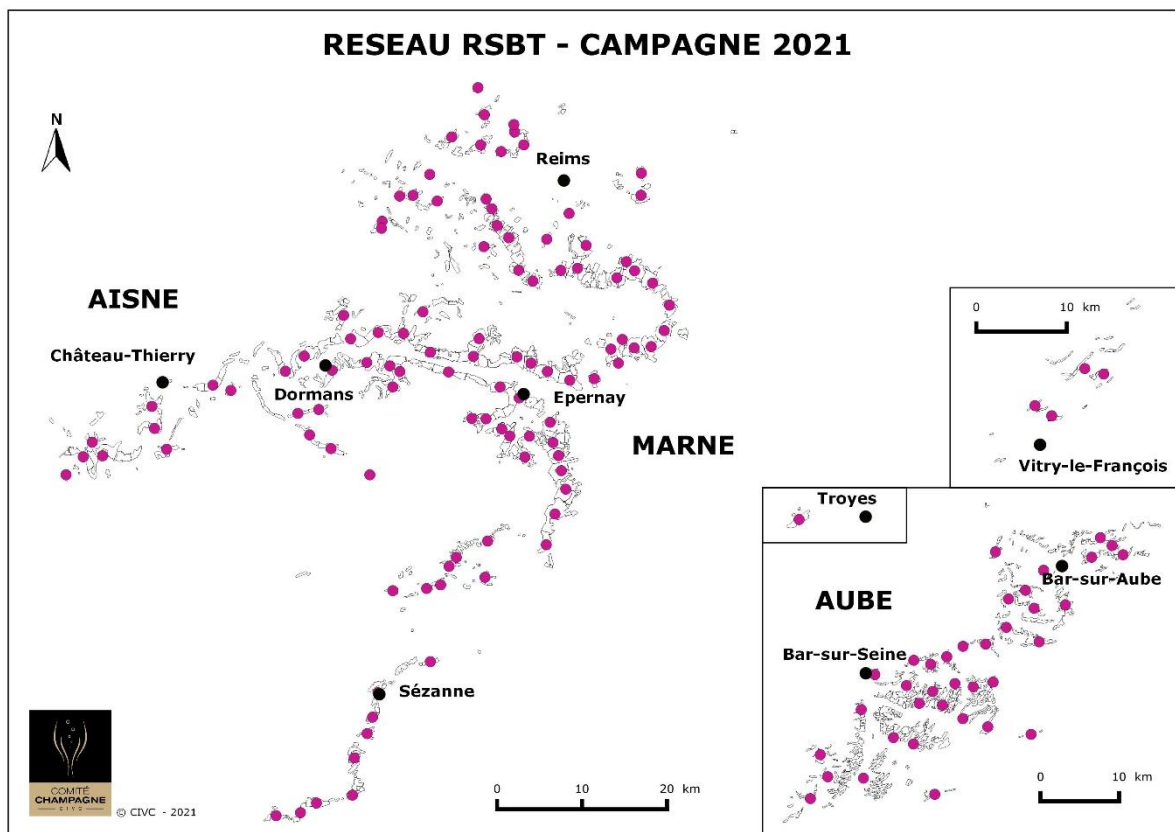 RESEAU RSBT - CAMPAGNE 2021
N
Reims
AISNE
Château-Thierry
Dormans
Epernay
MARNE
0 10 km
Vitry-le-François
Troyes
Bar-sur-Aube
AUBE
Bar-sur-Seine
Sézanne
0 10 20 km
0 10 km
COMITÉ
CHAMPAGNE
CIVC
© CIVC - 2021